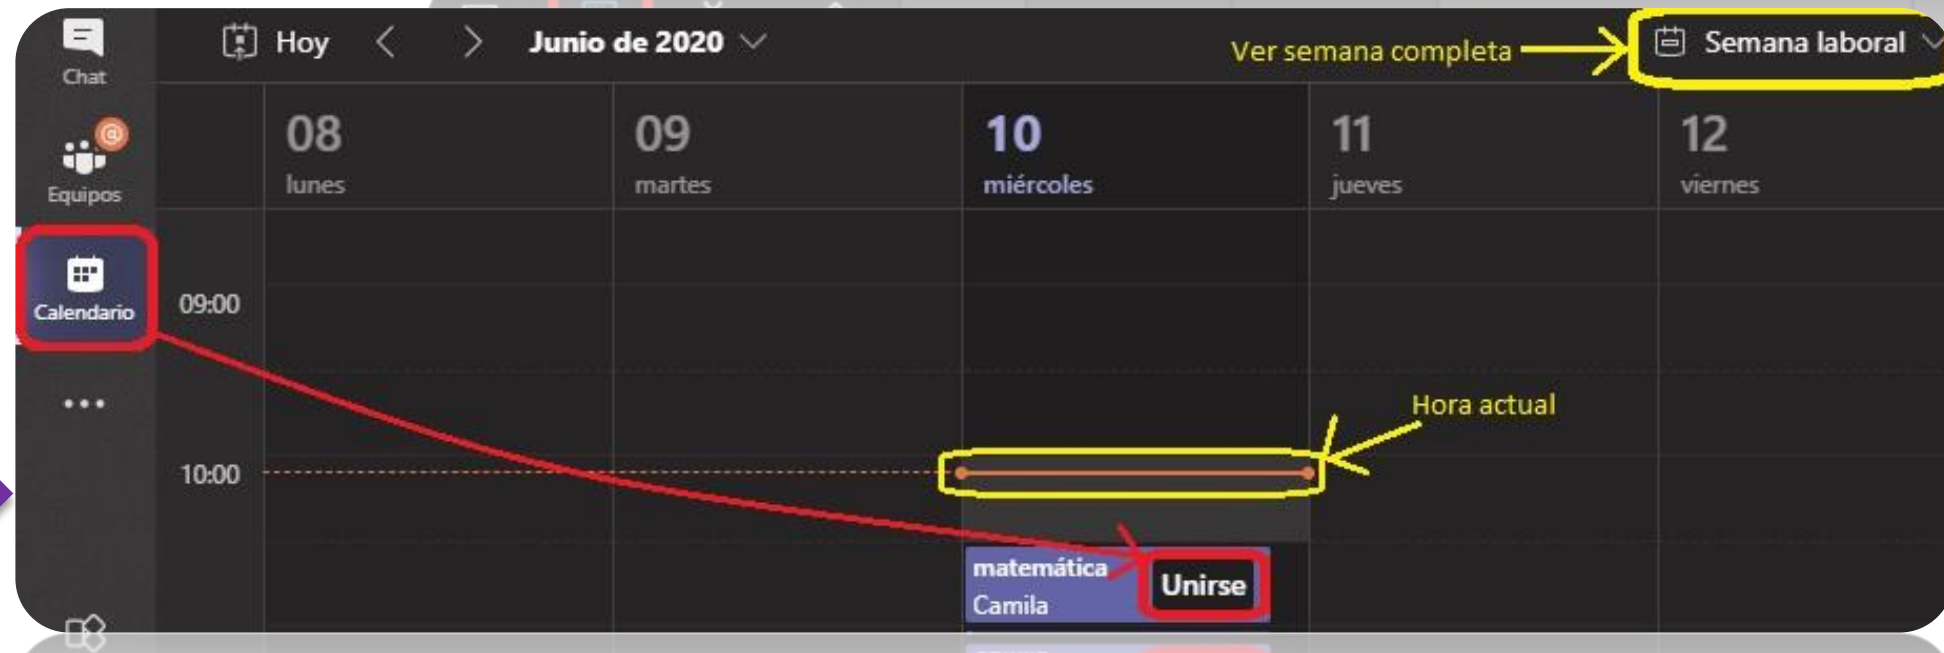 Chat
Hoy
Junio de 2020
Ver semana completa
Semana laboral
08
lunes
09
martes
10
miércoles
11
jueves
12
viernes
@
Equipos
Calendario
09:00
Hora actual
10:00
matemática
Camila
Unirse